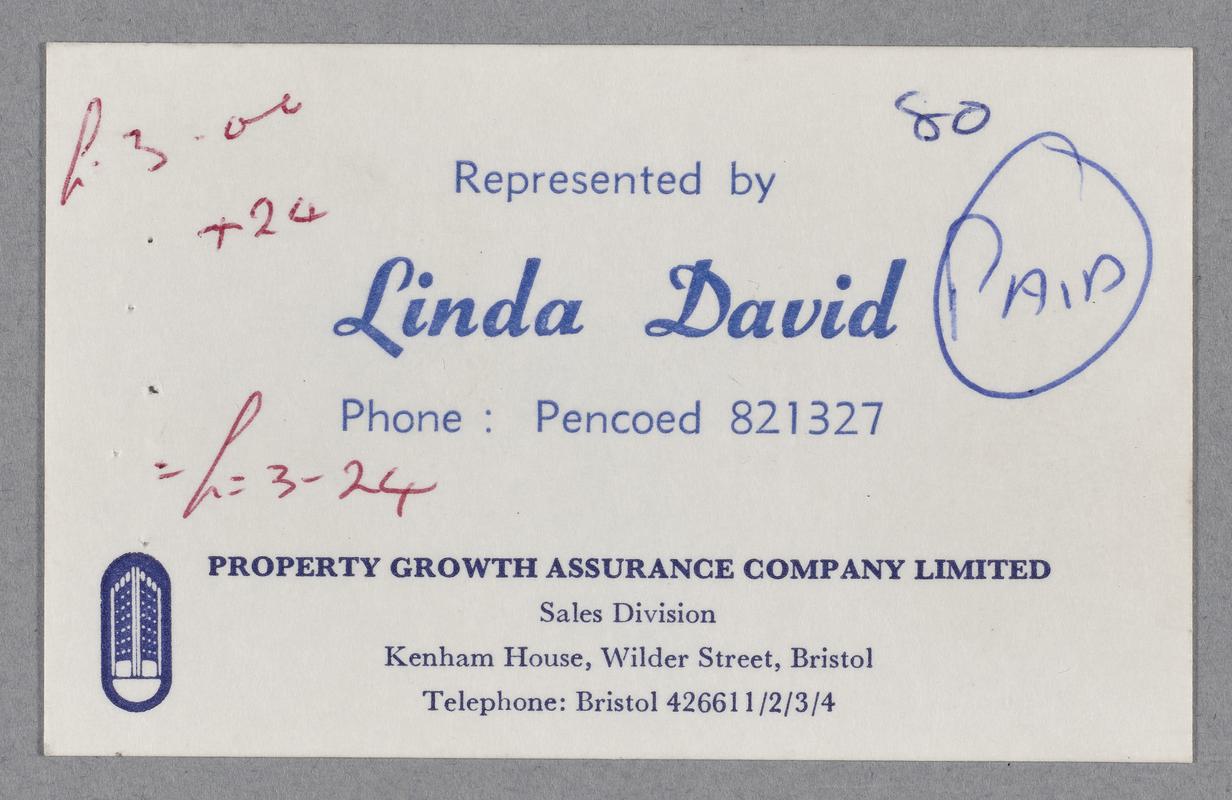 80
£-3-00
Represented by
+24
PAID
Linda David
Phone : Pencoed 821327
= £=3-24
PROPERTY GROWTH ASSURANCE COMPANY LIMITED
Sales Division
Kenham House, Wilder Street, Bristol
Telephone: Bristol 426611/2/3/4